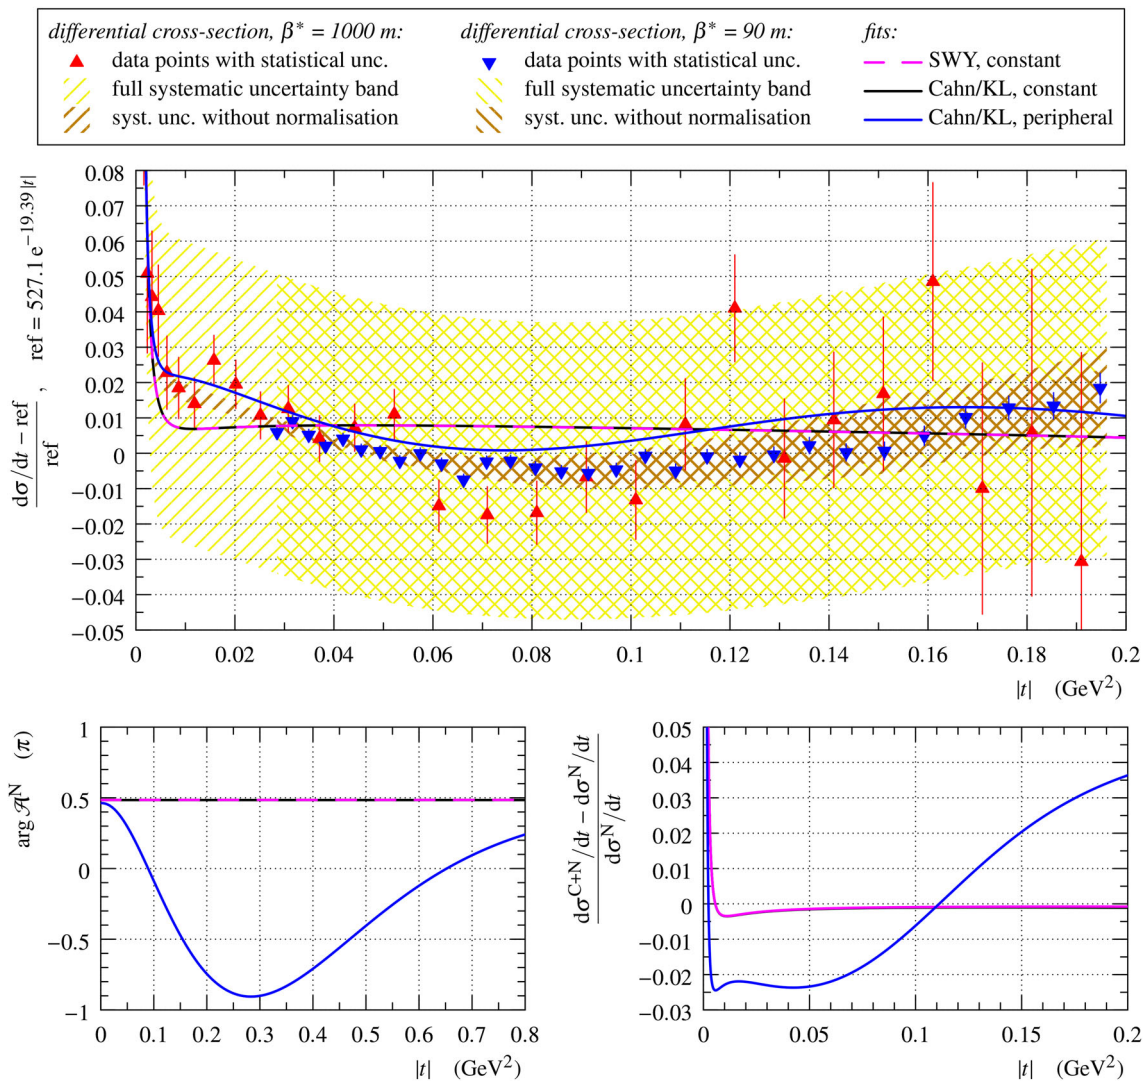 differential cross-section, β* = 1000 m:
data points with statistical unc.
full systematic uncertainty band
syst. unc. without normalisation
differential cross-section, β* = 90 m:
data points with statistical unc.
full systematic uncertainty band
syst. unc. without normalisation
fits:
SWY, constant
Cahn/KL, constant
Cahn/KL, peripheral
dσ/dt − ref / ref , ref = 527.1 e^{−19.39 |t|}
0.08
0.07
0.06
0.05
0.04
0.03
0.02
0.01
0
−0.01
−0.02
−0.03
−0.04
−0.05
0 0.02 0.04 0.06 0.08 0.1 0.12 0.14 0.16 0.18 0.2
|t| (GeV²)
arg 𝒜^N (π)
1
0.5
0
−0.5
−1
0 0.1 0.2 0.3 0.4 0.5 0.6 0.7 0.8
|t| (GeV²)
dσ^{C+N}/dt − dσ^N/dt
dσ^N/dt
0.05
0.04
0.03
0.02
0.01
0
−0.01
−0.02
−0.03
0 0.05 0.1 0.15 0.2
|t| (GeV²)